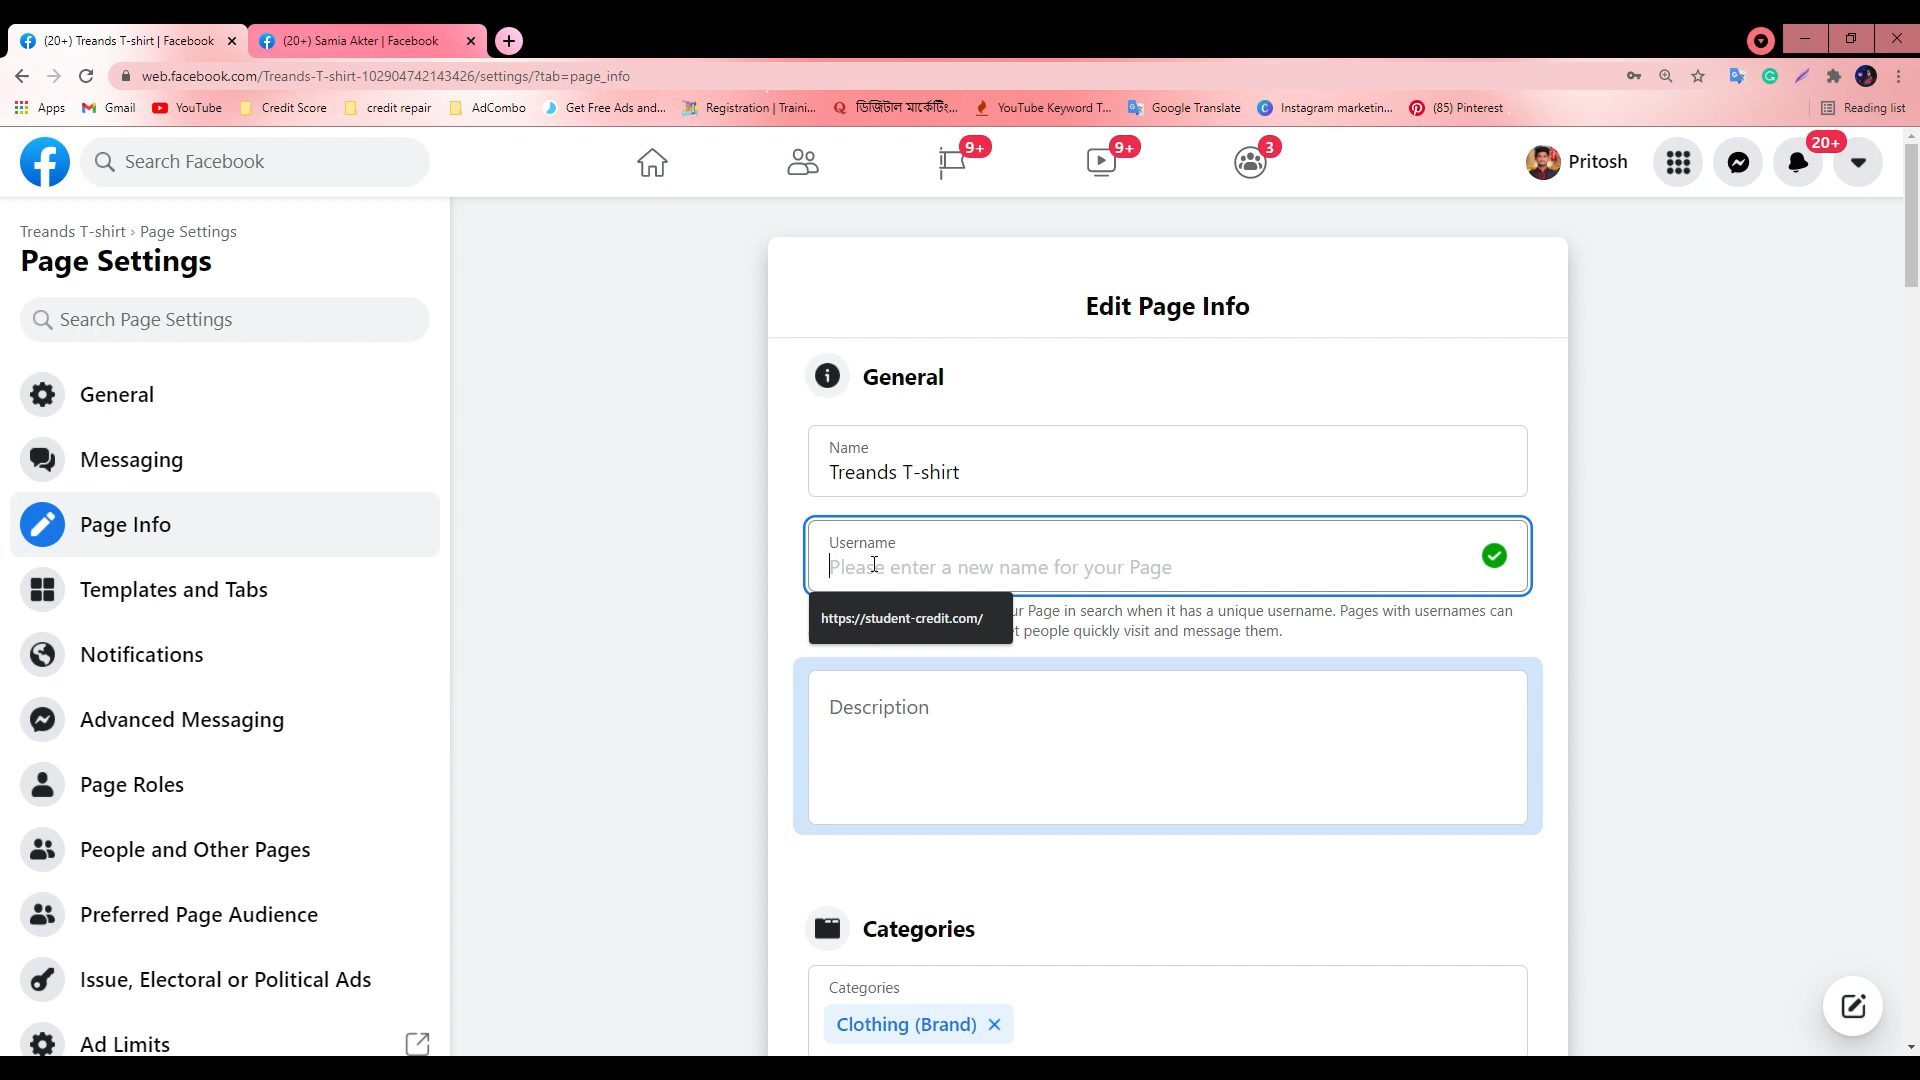 (20+) Treands T-shirt | Facebook
(20+) Samia Akter | Facebook
web.facebook.com/Treands-T-shirt-102904742143426/settings/?tab=page_info
Apps
Gmail
YouTube
Credit Score
credit repair
AdCombo
Get Free Ads and...
Registration | Traini...
ডিজিটাল মার্কেটিং...
YouTube Keyword T...
Google Translate
Instagram marketin...
(85) Pinterest
Reading list
Search Facebook
9+
9+
3
Pritosh
20+
Treands T-shirt › Page Settings
Page Settings
Search Page Settings
General
Messaging
Page Info
Templates and Tabs
Notifications
Advanced Messaging
Page Roles
People and Other Pages
Preferred Page Audience
Issue, Electoral or Political Ads
Ad Limits
Edit Page Info
General
Name
Treands T-shirt
Username
Please enter a new name for your Page
https://student-credit.com/
ur Page in search when it has a unique username. Pages with usernames can
t people quickly visit and message them.
Description
Categories
Categories
Clothing (Brand)